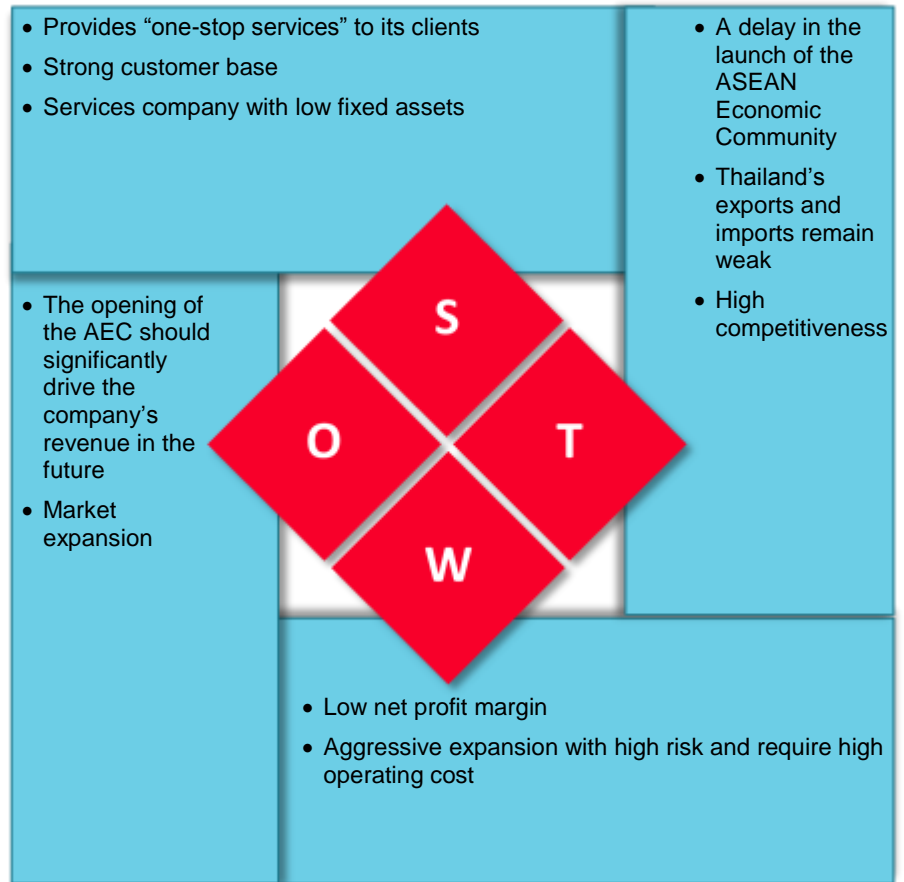 • Provides “one-stop services” to its clients
• Strong customer base
• Services company with low fixed assets
• A delay in the
launch of the
ASEAN
Economic
Community
• Thailand’s
exports and
imports remain
weak
• High
competitiveness
• The opening of
the AEC should
significantly
drive the
company’s
revenue in the
future
• Market
expansion
S
O
T
W
• Low net profit margin
• Aggressive expansion with high risk and require high
operating cost